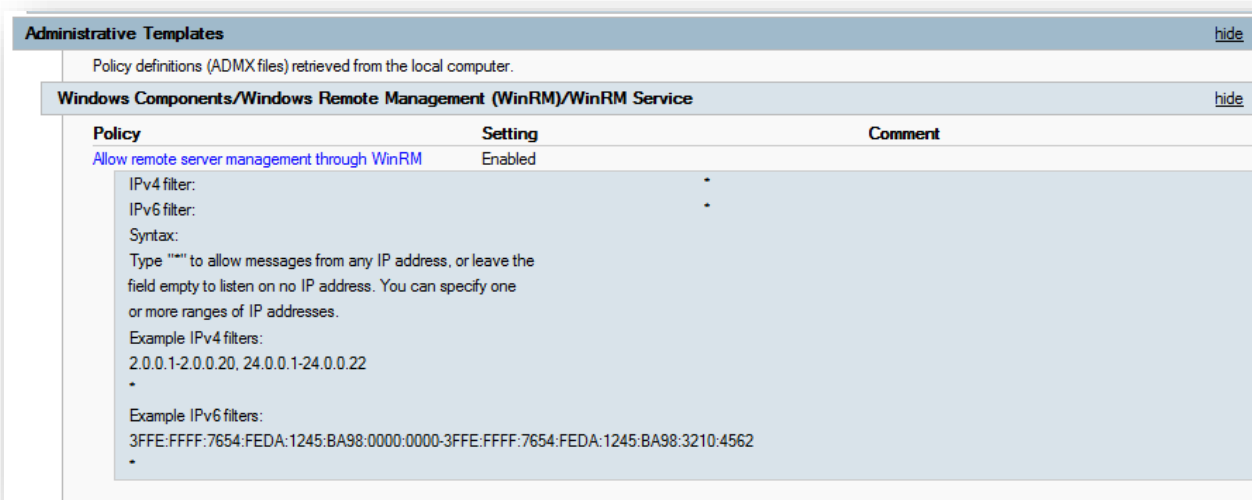 Administrative Templates hide
Policy definitions (ADMX files) retrieved from the local computer.
Windows Components/Windows Remote Management (WinRM)/WinRM Service hide
Policy Setting Comment
Allow remote server management through WinRM Enabled
IPv4 filter: *
IPv6 filter: *
Syntax:
Type "*" to allow messages from any IP address, or leave the
field empty to listen on no IP address. You can specify one
or more ranges of IP addresses.
Example IPv4 filters:
2.0.0.1-2.0.0.20, 24.0.0.1-24.0.0.22
*
Example IPv6 filters:
3FFE:FFFF:7654:FEDA:1245:BA98:0000:0000-3FFE:FFFF:7654:FEDA:1245:BA98:3210:4562
*